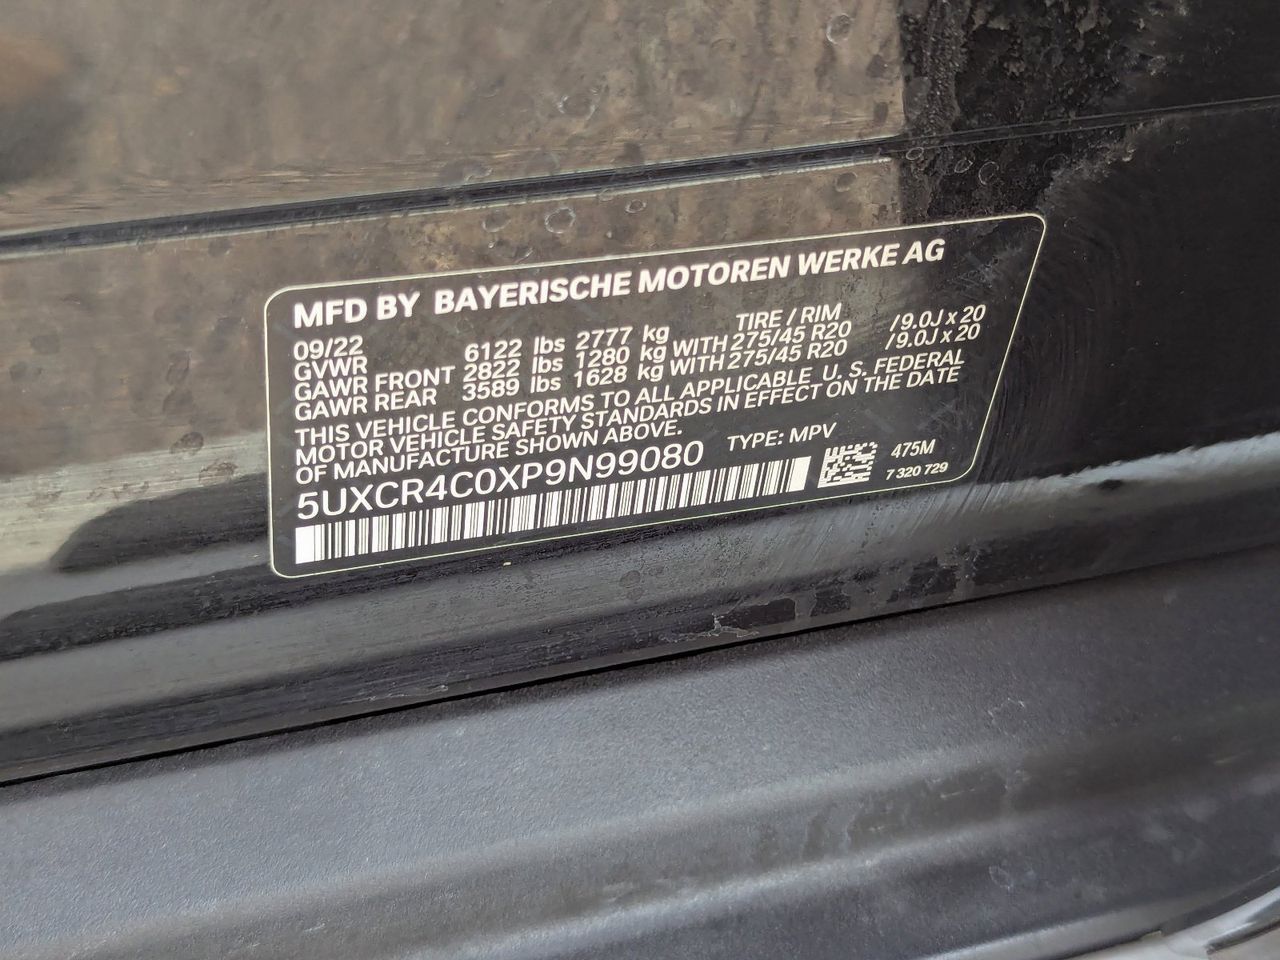 MFD BY BAYERISCHE MOTOREN WERKE AG
09/22 TIRE / RIM
GVWR 6122 lbs 2777 kg
GAWR FRONT 2822 lbs 1280 kg WITH 275/45 R20 /9.0J x 20
GAWR REAR 3589 lbs 1628 kg WITH 275/45 R20 /9.0J x 20
THIS VEHICLE CONFORMS TO ALL APPLICABLE U. S. FEDERAL
MOTOR VEHICLE SAFETY STANDARDS IN EFFECT ON THE DATE
OF MANUFACTURE SHOWN ABOVE.
5UXCR4C0XP9N99080 TYPE: MPV
475M
7 320 729